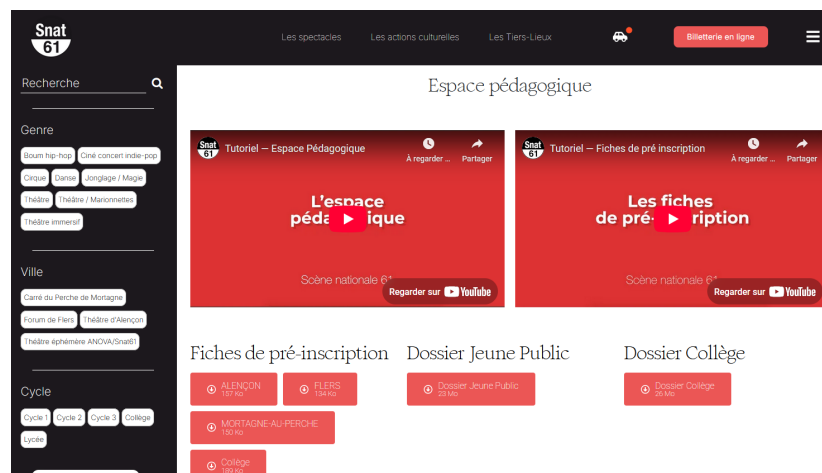 Snat
61
Les spectacles
Les actions culturelles
Les Tiers-Lieux
Billetterie en ligne
Recherche
Genre
Boum hip-hop
Ciné concert indie-pop
Cirque
Danse
Jonglage / Magie
Théâtre
Théâtre / Marionnettes
Théâtre immersif
Ville
Carré du Perche de Mortagne
Forum de Flers
Théâtre d'Alençon
Théâtre éphémère ANOVA/Snat61
Cycle
Cycle 1
Cycle 2
Cycle 3
Collège
Lycée
Espace pédagogique
Snat
61
Tutoriel — Espace Pédagogique
À regarder ...
Partager
L'espace
Scène nationale 61
Regarder sur YouTube
Snat
61
Tutoriel — Fiches de pré inscription
À regarder ...
Partager
Les fiches
de
Scène nationale
Regarder sur YouTube
Fiches de pré-inscription
ALENÇON
157 Ko
FLERS
134 Ko
MORTAGNE-AU-PERCHE
150 Ko
Collège
189 Ko
Dossier Jeune Public
Dossier Jeune Public
23 Mo
Dossier Collège
Dossier Collège
26 Mo